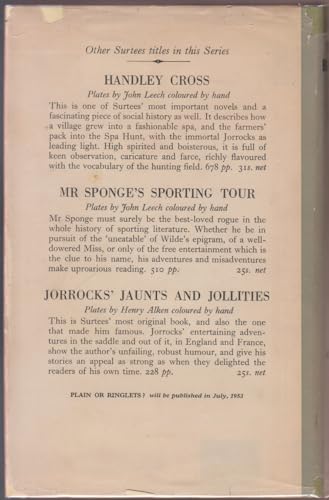 Other Surtees titles in this Series
HANDLEY CROSS
Plates by John Leech coloured by hand
This is one of Surtees' most important novels and a
fascinating piece of social history as well. It describes how
a village grew into a fashionable spa, and the farmers'
pack into the Spa Hunt, with the immortal Jorrocks as
leading light. High spirited and boisterous, it is full of
keen observation, caricature and farce, richly flavoured
with the vocabulary of the hunting field. 678 pp. 31s. net
MR SPONGE'S SPORTING TOUR
Plates by John Leech coloured by hand
Mr Sponge must surely be the best-loved rogue in the
whole history of sporting literature. Whether he be in
pursuit of the 'uneatable' of Wilde's epigram, of a well-
dowered Miss, or only of the free entertainment which is
the clue to his name, his adventures and misadventures
make uproarious reading. 510 pp. 25s. net
JORROCKS' JAUNTS AND JOLLITIES
Plates by Henry Alken coloured by hand
This is Surtees' most original book, and also the one
that made him famous. Jorrocks' entertaining adven-
tures in the saddle and out of it, in England and France,
show the author's unfailing, robust humour, and give his
stories an appeal as strong as when they delighted the
readers of his own time. 228 pp. 25s. net
PLAIN OR RINGLETS? will be published in July, 1953